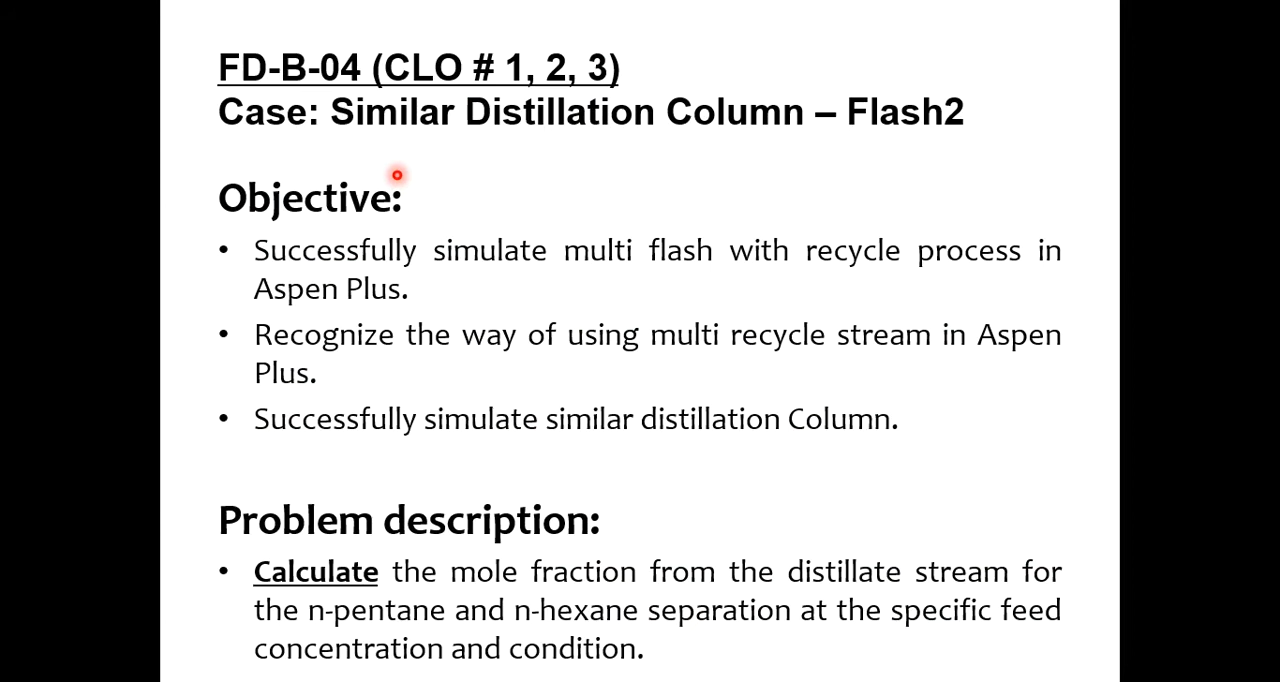 FD-B-04 (CLO # 1, 2, 3)
Case: Similar Distillation Column – Flash2
Objective:
• Successfully simulate multi flash with recycle process in
Aspen Plus.
• Recognize the way of using multi recycle stream in Aspen
Plus.
• Successfully simulate similar distillation Column.
Problem description:
• Calculate the mole fraction from the distillate stream for
the n-pentane and n-hexane separation at the specific feed
concentration and condition.